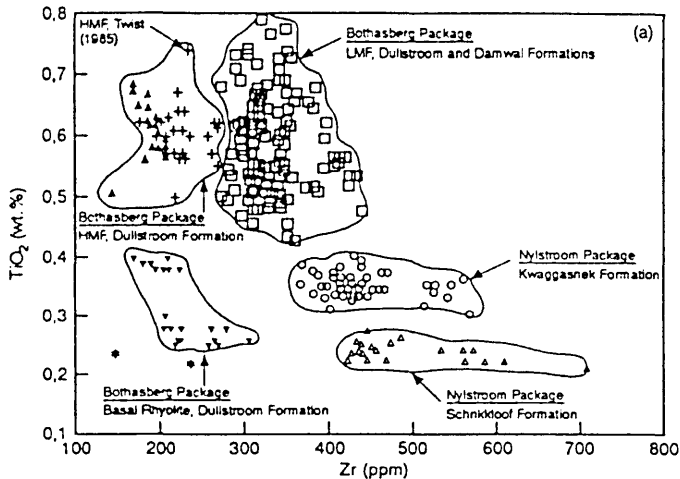 HMF, Twist
(1985)
(a)
Bothasberg Package
LMF, Dullstroom and Damwal Formations
Bothasberg Package
HMF, Dullstroom Formation
Nylstroom Package
Kwaggasnek Formation
Bothasberg Package
Basal Rhyolite, Dullstroom Formation
Nylstroom Package
Schrikkloof Formation
TiO2 (wt.%)
0,8
0,7
0,6
0,5
0,4
0,3
0,2
0,1
0
100
200
300
400
500
600
700
800
Zr (ppm)